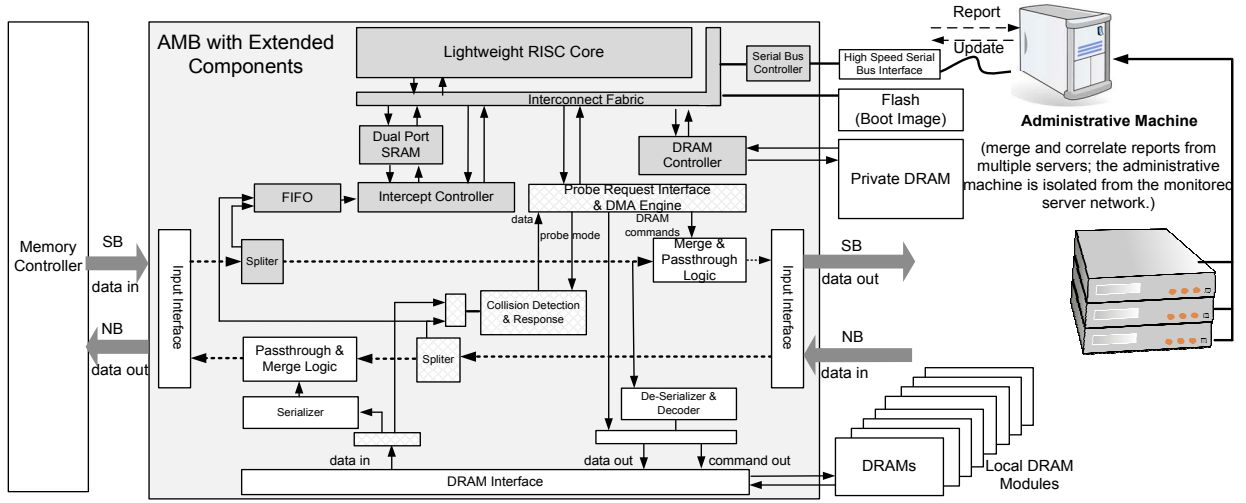 Report
Update
AMB with Extended
Components
Lightweight RISC Core
Serial Bus
Controller
High Speed Serial
Bus Interface
Interconnect Fabric
Flash
(Boot Image)
Administrative Machine
(merge and correlate reports from
multiple servers; the administrative
machine is isolated from the monitored
server network.)
Dual Port
SRAM
DRAM
Controller
Private DRAM
FIFO
Intercept Controller
Probe Request Interface
& DMA Engine
data
probe mode
DRAM
commands
Memory
Controller
SB
data in
NB
data out
Input Interface
Spliter
Merge &
Passthrough
Logic
Input Interface
SB
data out
NB
data in
Collision Detection
& Response
Passthrough &
Merge Logic
Spliter
Serializer
De-Serializer &
Decoder
data in
data out
command out
DRAM Interface
DRAMs
Local DRAM
Modules